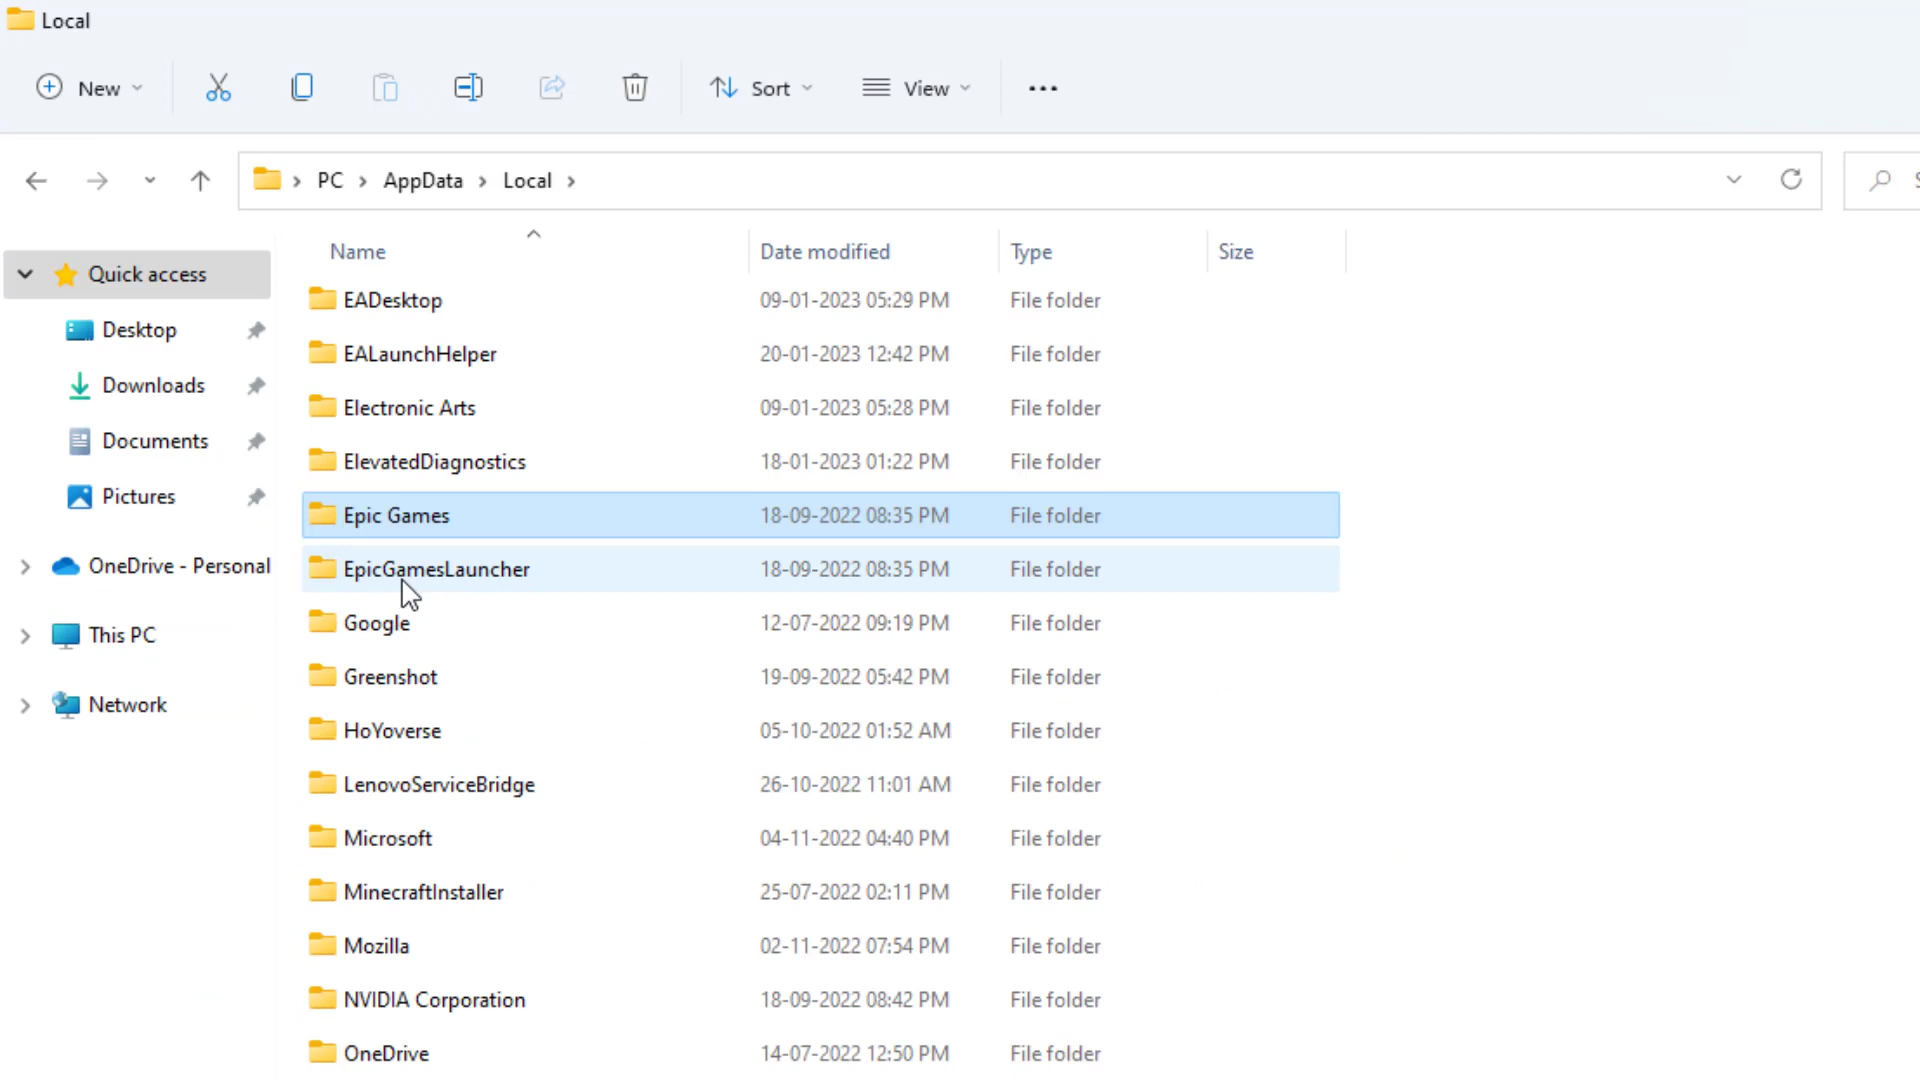 Local
New
Sort
View
PC > AppData > Local >
Name
Date modified
Type
Size
Quick access
Desktop
Downloads
Documents
Pictures
OneDrive - Personal
This PC
Network
EADesktop 09-01-2023 05:29 PM File folder
EALaunchHelper 20-01-2023 12:42 PM File folder
Electronic Arts 09-01-2023 05:28 PM File folder
ElevatedDiagnostics 18-01-2023 01:22 PM File folder
Epic Games 18-09-2022 08:35 PM File folder
EpicGamesLauncher 18-09-2022 08:35 PM File folder
Google 12-07-2022 09:19 PM File folder
Greenshot 19-09-2022 05:42 PM File folder
HoYoverse 05-10-2022 01:52 AM File folder
LenovoServiceBridge 26-10-2022 11:01 AM File folder
Microsoft 04-11-2022 04:40 PM File folder
MinecraftInstaller 25-07-2022 02:11 PM File folder
Mozilla 02-11-2022 07:54 PM File folder
NVIDIA Corporation 18-09-2022 08:42 PM File folder
OneDrive 14-07-2022 12:50 PM File folder